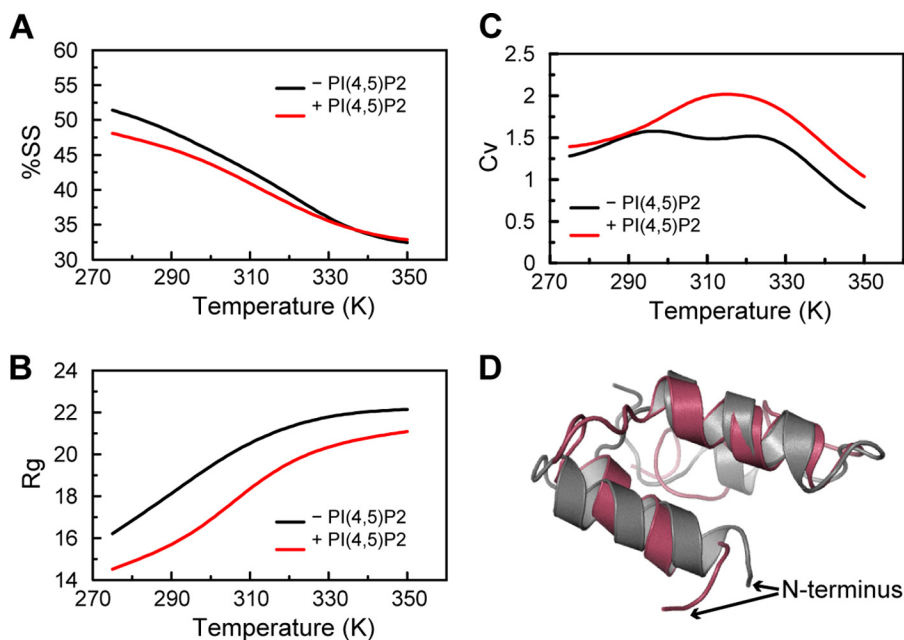 A
60
55
50
45
40
35
30
%SS
− PI(4,5)P2
+ PI(4,5)P2
270 290 310 330 350
Temperature (K)
B
24
22
20
18
16
14
Rg
− PI(4,5)P2
+ PI(4,5)P2
270 290 310 330 350
Temperature (K)
C
2.5
2
1.5
1
0.5
0
Cv
− PI(4,5)P2
+ PI(4,5)P2
270 290 310 330 350
Temperature (K)
D
N-terminus